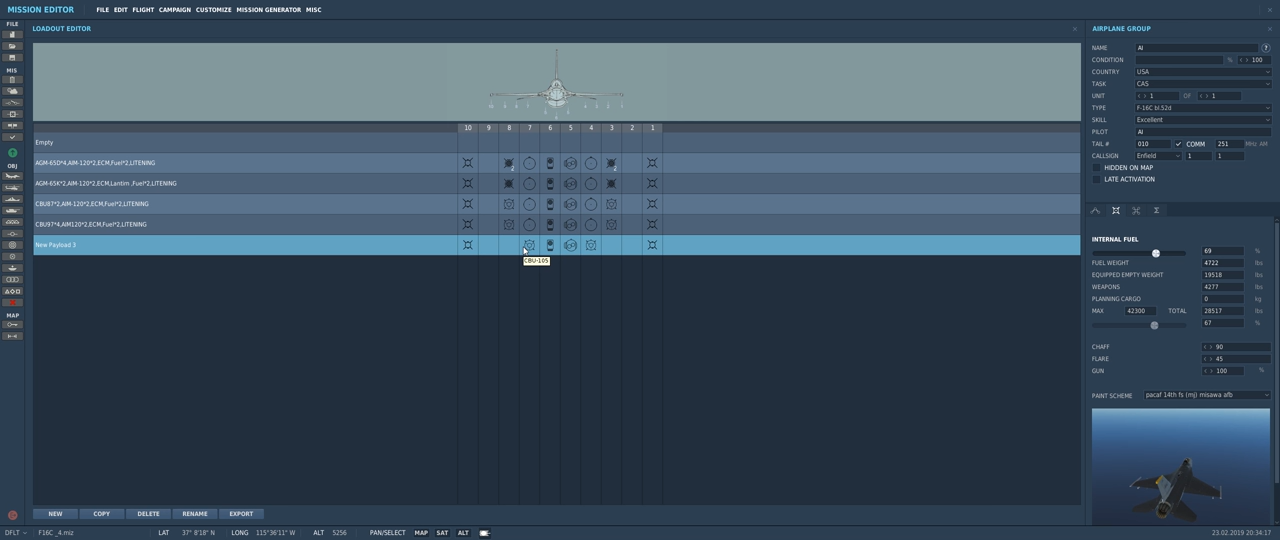 MISSION EDITOR FILE EDIT FLIGHT CAMPAIGN CUSTOMIZE MISSION GENERATOR MISC
FILE
MIS
OBJ
MAP
LOADOUT EDITOR
10 9 8 7 6 5 4 3 2 1
Empty
AGM-65D*4,AIM-120*2,ECM,Fuel*2,LITENING
2 2
AGM-65K*2,AIM-120*2,ECM,Lantirn ,Fuel*2,LITENING
CBU87*2,AIM-120*2,ECM,Fuel*2,LITENING
CBU97*4,AIM120*2,ECM,Fuel*2,LITENING
New Payload 3
CBU-105
NEW COPY DELETE RENAME EXPORT
AIRPLANE GROUP
NAME AI ?
CONDITION % < > 100
COUNTRY USA
TASK CAS
UNIT < > 1 OF < > 1
TYPE F-16C bl.52d
SKILL Excellent
PILOT AI
TAIL # 010 COMM 251 MHz AM
CALLSIGN Enfield 1 1
HIDDEN ON MAP
LATE ACTIVATION
INTERNAL FUEL
69 %
FUEL WEIGHT 4722 lbs
EQUIPPED EMPTY WEIGHT 19518 lbs
WEAPONS 4277 lbs
PLANNING CARGO 0 kg
MAX 42300 TOTAL 28517 lbs
67 %
CHAFF < > 90
FLARE < > 45
GUN < > 100 %
PAINT SCHEME pacaf 14th fs (mj) misawa afb
DFLT F16C _4.miz LAT 37° 8'18" N LONG 115°36'11" W ALT 5256 PAN/SELECT MAP SAT ALT 23.02.2019 20:34:17